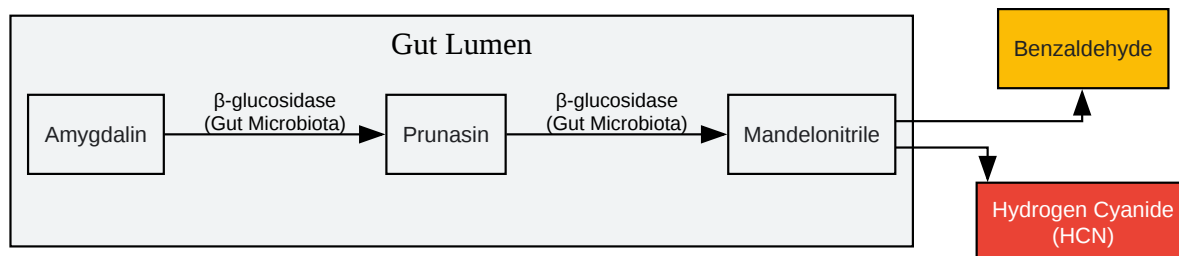 Gut Lumen
Benzaldehyde
Amygdalin
β-glucosidase
(Gut Microbiota)
Prunasin
β-glucosidase
(Gut Microbiota)
Mandelonitrile
Hydrogen Cyanide
(HCN)